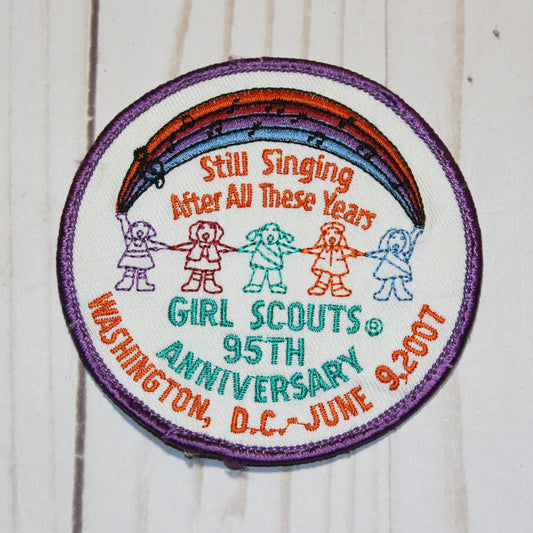 Still Singing
After All These Years
GIRL SCOUTS®
95TH
ANNIVERSARY
WASHINGTON, D.C.-JUNE 9,2007